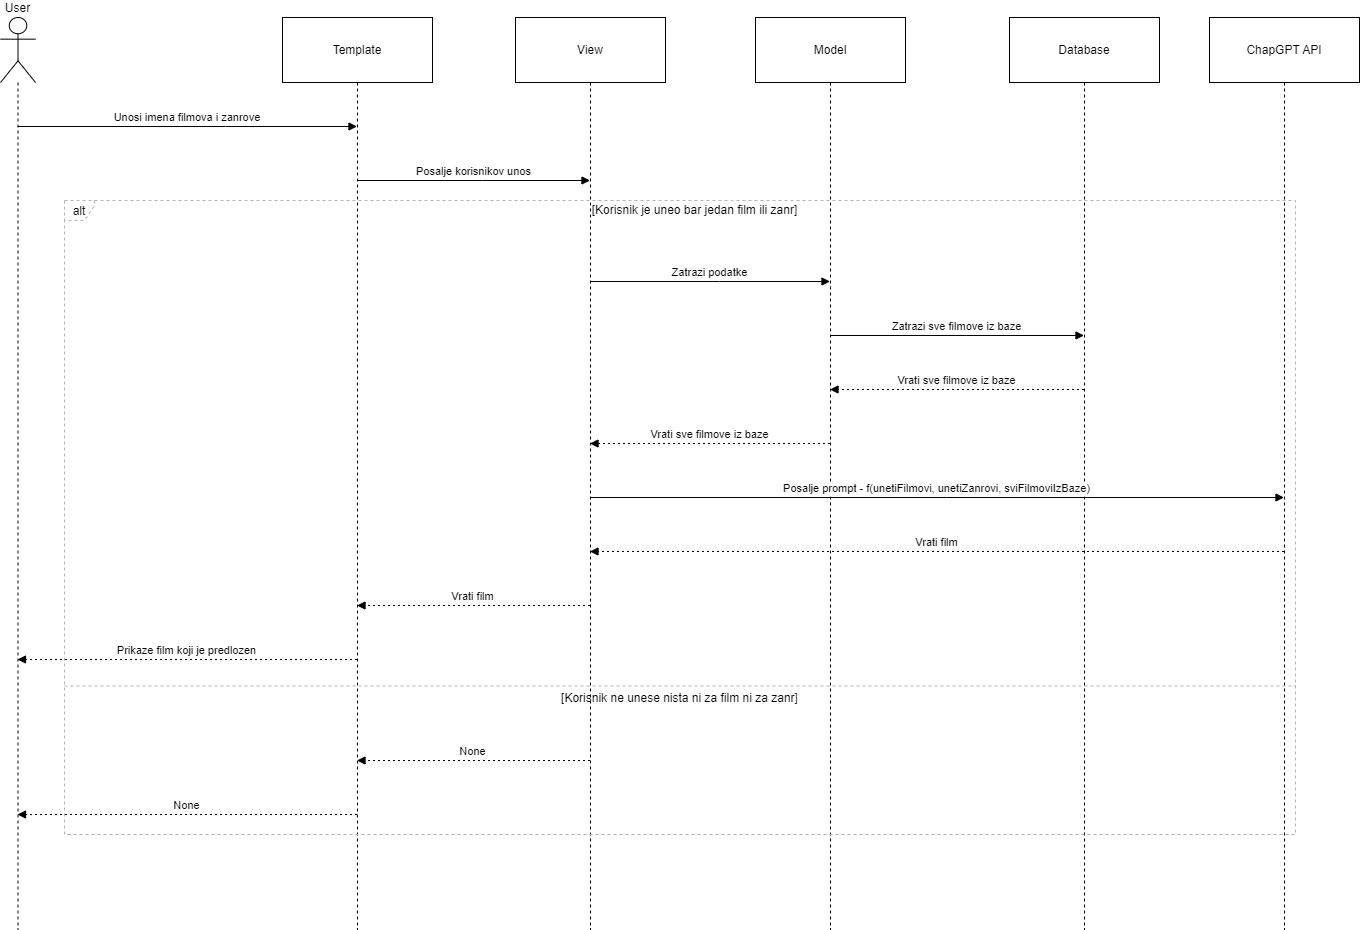 User
Template
View
Model
Database
ChapGPT API
Unosi imena filmova i zanrove
Posalje korisnikov unos
alt
[Korisnik je uneo bar jedan film ili zanr]
Zatrazi podatke
Zatrazi sve filmove iz baze
Vrati sve filmove iz baze
Vrati sve filmove iz baze
Posalje prompt - f(unetiFilmovi, unetiZanrovi, sviFilmoviIzBaze)
Vrati film
Vrati film
Prikaze film koji je predlozen
[Korisnik ne unese nista ni za film ni za zanr]
None
None